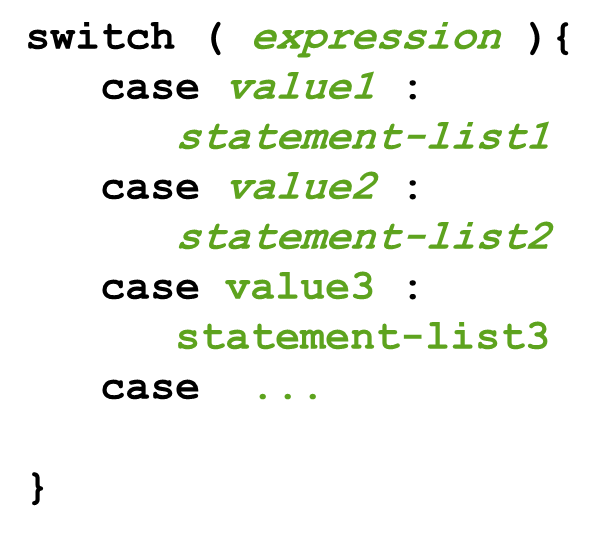 switch ( expression ){
case value1 :
statement-list1
case value2 :
statement-list2
case value3 :
statement-list3
case ...
}